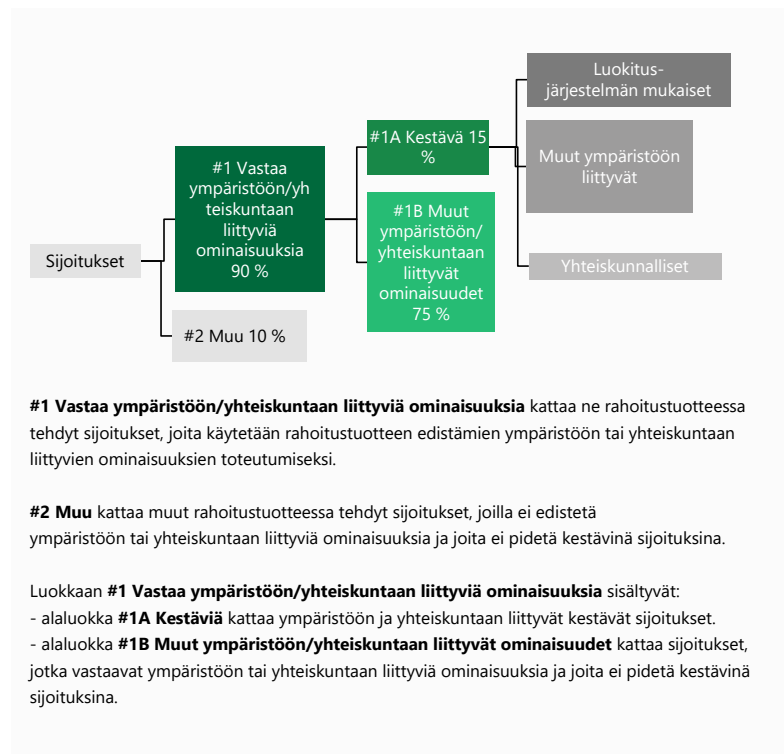 Luokitus-
järjestelmän mukaiset
#1A Kestävä 15
%
#1 Vastaa
ympäristöön/yh
teiskuntaan
liittyviä
ominaisuuksia
90 %
Muut ympäristöön
liittyvät
#1B Muut
ympäristöön/
yhteiskuntaan
liittyvät
ominaisuudet
75 %
Sijoitukset
Yhteiskunnalliset
#2 Muu 10 %
#1 Vastaa ympäristöön/yhteiskuntaan liittyviä ominaisuuksia kattaa ne rahoitustuotteessa
tehdyt sijoitukset, joita käytetään rahoitustuotteen edistämien ympäristöön tai yhteiskuntaan
liittyvien ominaisuuksien toteutumiseksi.
#2 Muu kattaa muut rahoitustuotteessa tehdyt sijoitukset, joilla ei edistetä
ympäristöön tai yhteiskuntaan liittyviä ominaisuuksia ja joita ei pidetä kestävinä sijoituksina.
Luokkaan #1 Vastaa ympäristöön/yhteiskuntaan liittyviä ominaisuuksia sisältyvät:
- alaluokka #1A Kestäviä kattaa ympäristöön ja yhteiskuntaan liittyvät kestävät sijoitukset.
- alaluokka #1B Muut ympäristöön/yhteiskuntaan liittyvät ominaisuudet kattaa sijoitukset,
jotka vastaavat ympäristöön tai yhteiskuntaan liittyviä ominaisuuksia ja joita ei pidetä kestävinä
sijoituksina.